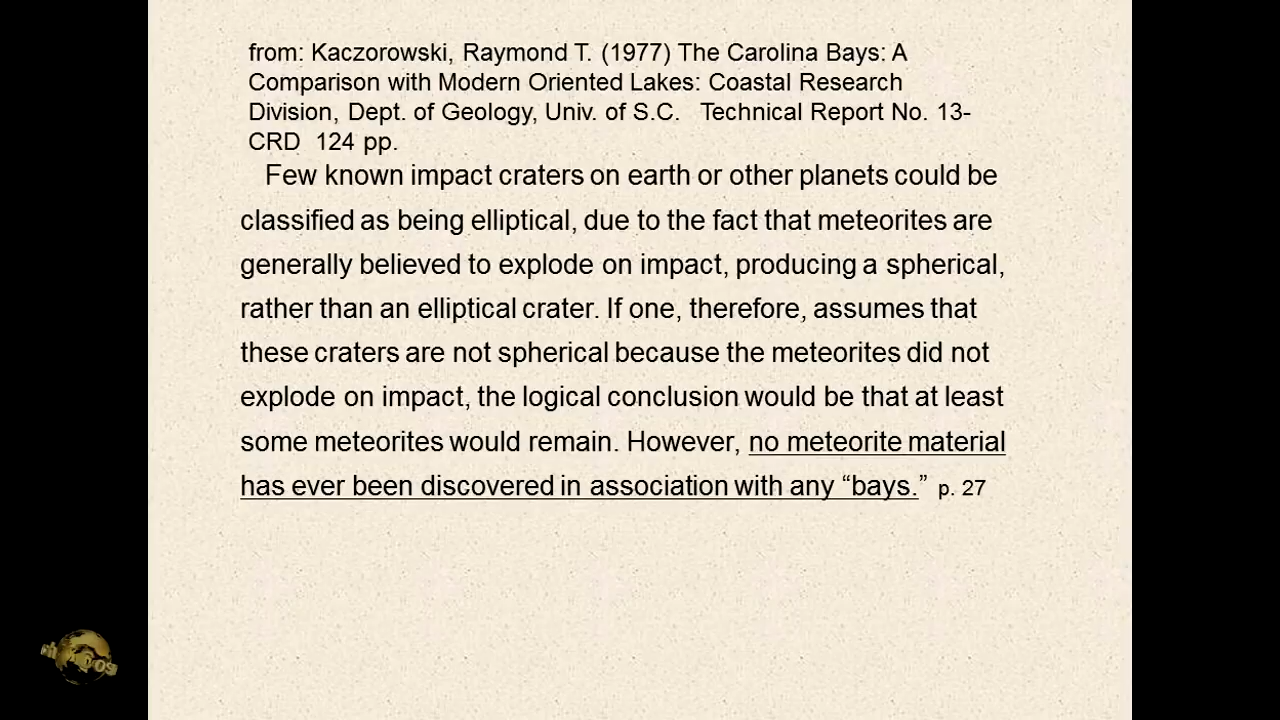 from: Kaczorowski, Raymond T. (1977) The Carolina Bays: A
Comparison with Modern Oriented Lakes: Coastal Research
Division, Dept. of Geology, Univ. of S.C.   Technical Report No. 13-
CRD  124 pp.
Few known impact craters on earth or other planets could be
classified as being elliptical, due to the fact that meteorites are
generally believed to explode on impact, producing a spherical,
rather than an elliptical crater. If one, therefore, assumes that
these craters are not spherical because the meteorites did not
explode on impact, the logical conclusion would be that at least
some meteorites would remain. However, no meteorite material
has ever been discovered in association with any “bays.”  p. 27